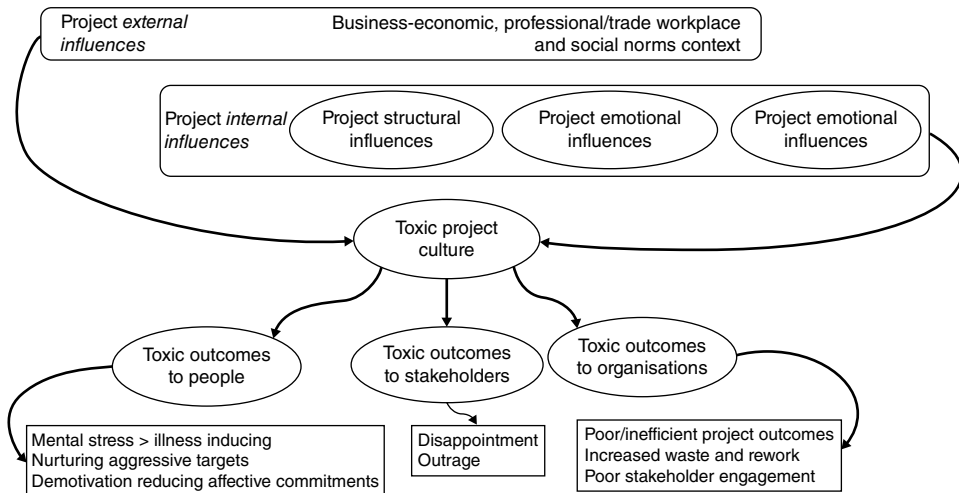 Project external
influences
Business-economic, professional/trade workplace
and social norms context
Project internal
influences
Project structural
influences
Project emotional
influences
Project emotional
influences
Toxic project
culture
Toxic outcomes
to people
Toxic outcomes
to stakeholders
Toxic outcomes
to organisations
Mental stress > illness inducing
Nurturing aggressive targets
Demotivation reducing affective commitments
Disappointment
Outrage
Poor/inefficient project outcomes
Increased waste and rework
Poor stakeholder engagement